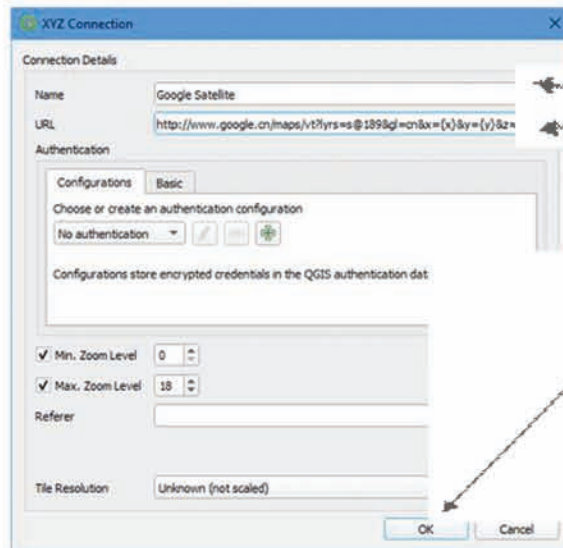 XYZ Connection
Connection Details
Name Google Satellite
URL http://www.google.cn/maps/vt?lyrs=s@189&gl=cn&x={x}&y={y}&z=
Authentication
Configurations Basic
Choose or create an authentication configuration
No authentication
Configurations store encrypted credentials in the QGIS authentication dat
Min. Zoom Level 0
Max. Zoom Level 18
Referer
Tile Resolution Unknown (not scaled)
OK Cancel